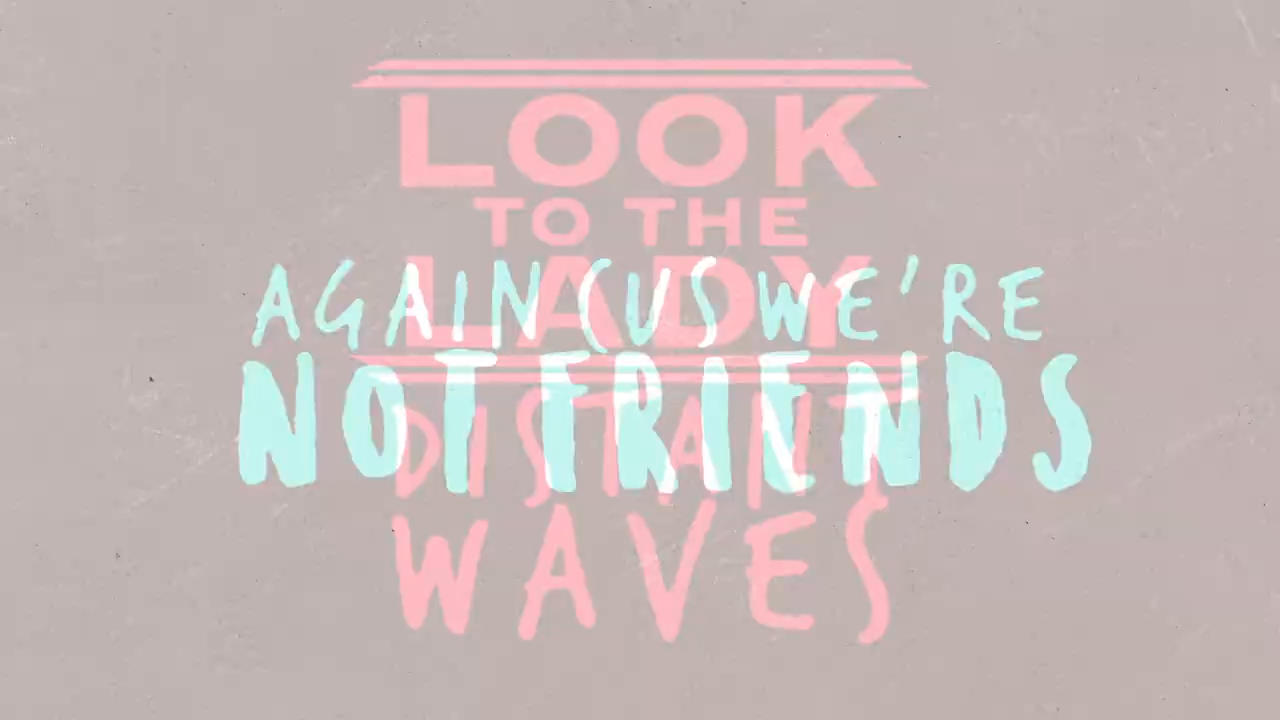 LOOK
TO THE
LADY
AGAIN CUS WE'RE
NOT FRIENDS
DISTANT
WAVES